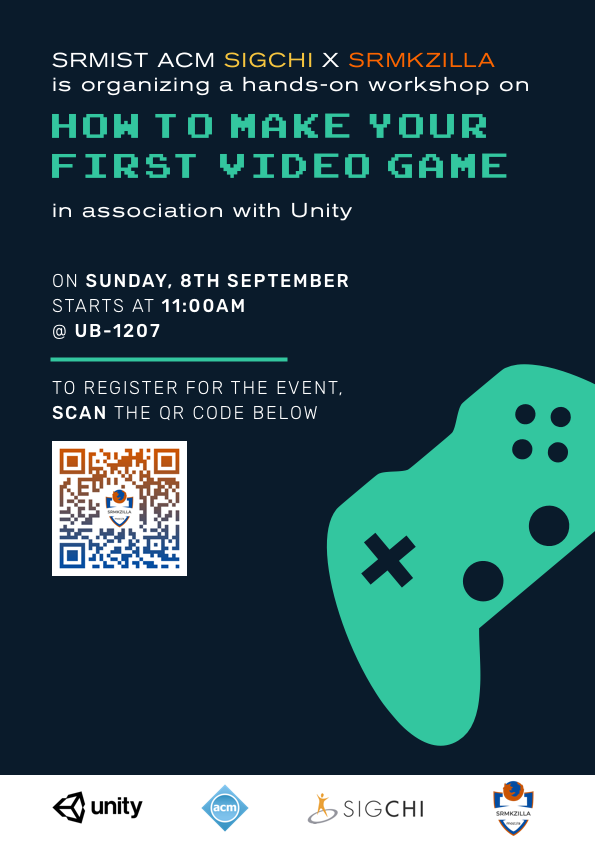 SRMIST ACM SIGCHI X SRMKZILLA
is organizing a hands-on workshop on
HOW TO MAKE YOUR
FIRST VIDEO GAME
in association with Unity
ON SUNDAY, 8TH SEPTEMBER
STARTS AT 11:00AM
@ UB-1207
TO REGISTER FOR THE EVENT,
SCAN THE QR CODE BELOW
SRMKZILLA
unity
acm
SIGCHI
SRMKZILLA